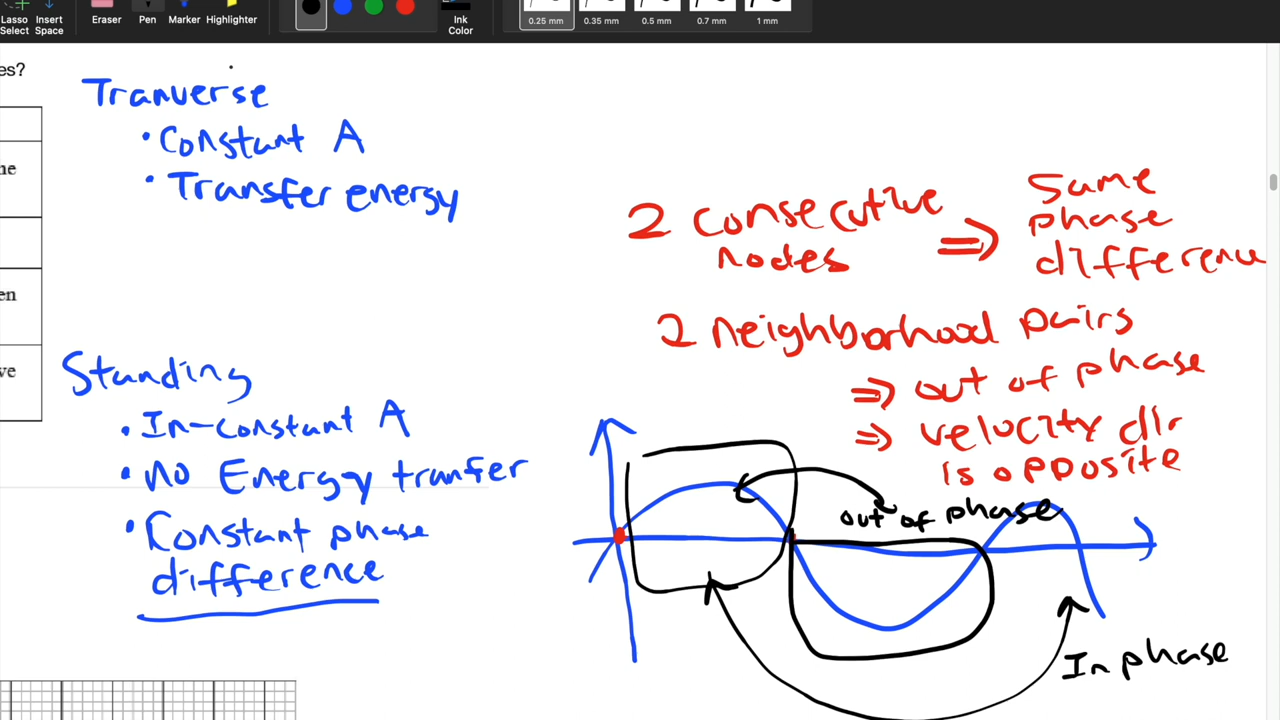 Lasso Select
Insert Space
Eraser
Pen
Marker
Highlighter
Ink Color
0.25 mm
0.35 mm
0.5 mm
0.7 mm
1 mm
es?
ne
en
ve
Tranverse
• Constant A
• Transfer energy
Standing
• In-constant A
• No Energy tranfer
• Constant phase
difference
2 consecutive
nodes
⇒ Same
phase
difference
2 neighborhood pairs
⇒ out of phase
⇒ velocity dir
is opposite
out of phase
In phase